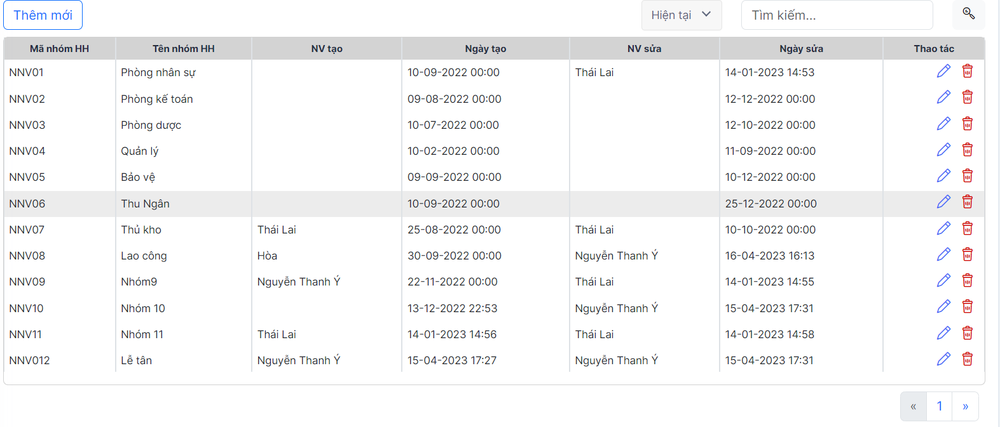 Thêm mới Hiện tại Tìm kiếm...
Mã nhóm HH Tên nhóm HH NV tạo Ngày tạo NV sửa Ngày sửa Thao tác
NNV01 Phòng nhân sự 10-09-2022 00:00 Thái Lai 14-01-2023 14:53
NNV02 Phòng kế toán 09-08-2022 00:00 12-12-2022 00:00
NNV03 Phòng dược 10-07-2022 00:00 12-10-2022 00:00
NNV04 Quản lý 10-02-2022 00:00 11-09-2022 00:00
NNV05 Bảo vệ 09-09-2022 00:00 10-12-2022 00:00
NNV06 Thu Ngân 10-09-2022 00:00 25-12-2022 00:00
NNV07 Thủ kho Thái Lai 25-08-2022 00:00 Thái Lai 10-10-2022 00:00
NNV08 Lao công Hòa 30-09-2022 00:00 Nguyễn Thanh Ý 16-04-2023 16:13
NNV09 Nhóm9 Nguyễn Thanh Ý 22-11-2022 00:00 Thái Lai 14-01-2023 14:55
NNV10 Nhóm 10 13-12-2022 22:53 Nguyễn Thanh Ý 15-04-2023 17:31
NNV11 Nhóm 11 Thái Lai 14-01-2023 14:56 Thái Lai 14-01-2023 14:58
NNV012 Lễ tân Nguyễn Thanh Ý 15-04-2023 17:27 Nguyễn Thanh Ý 15-04-2023 17:31
« 1 »